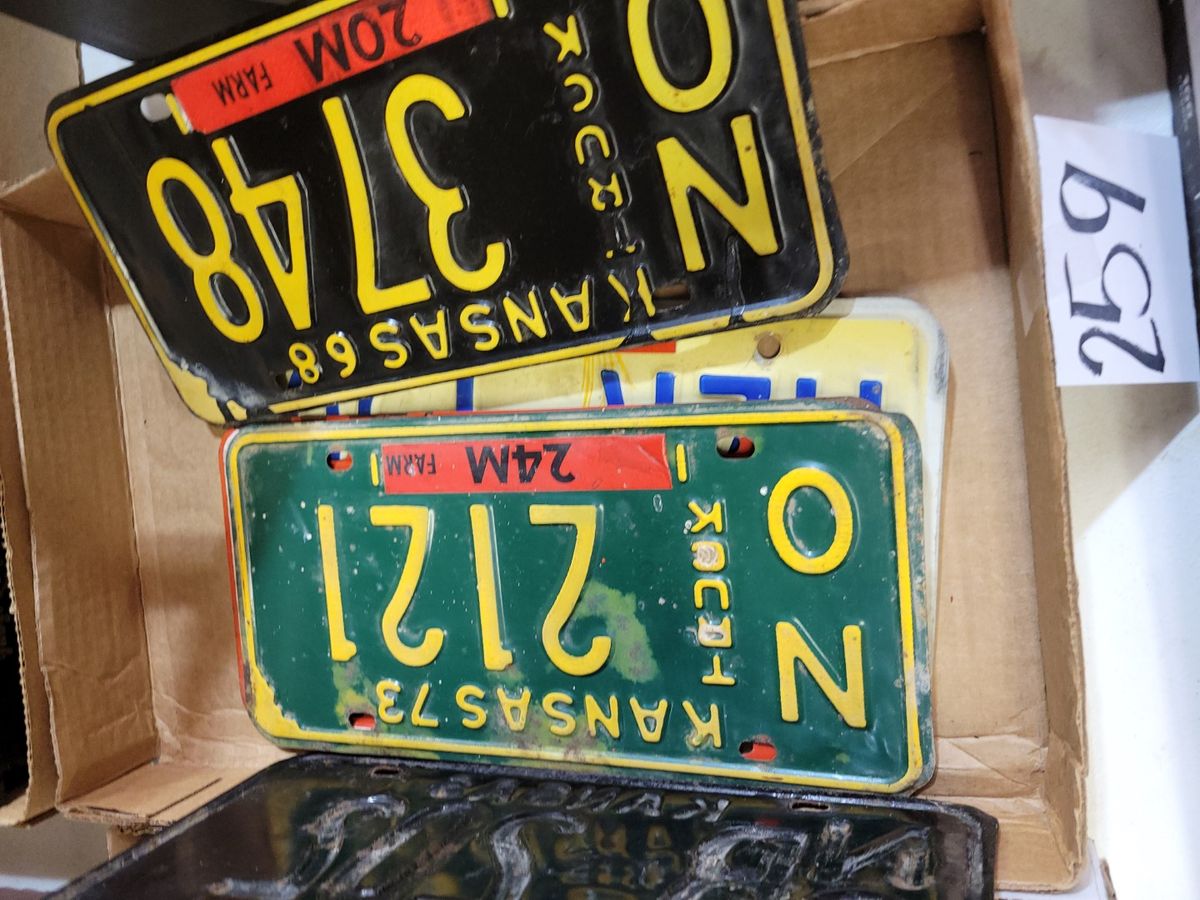 KANSAS 68
NO
TRUCK
3748
20M FARM
KANSAS 73
NO
TRUCK
2121
24M FARM
259